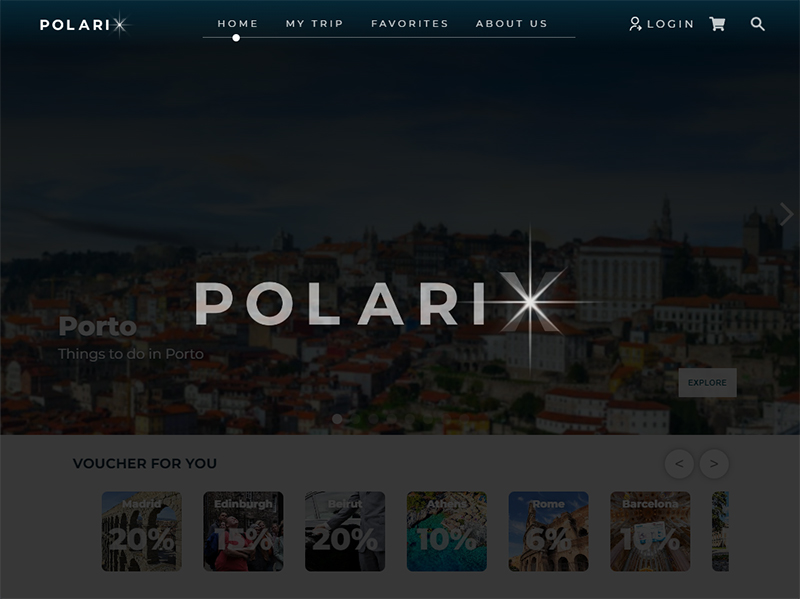 POLARIX
HOME MY TRIP FAVORITES ABOUT US
LOGIN
POLARIX
Porto
Things to do in Porto
EXPLORE
VOUCHER FOR YOU
< >
Madrid
20%
Edinburgh
15%
Beirut
20%
Athens
10%
Rome
6%
Barcelona